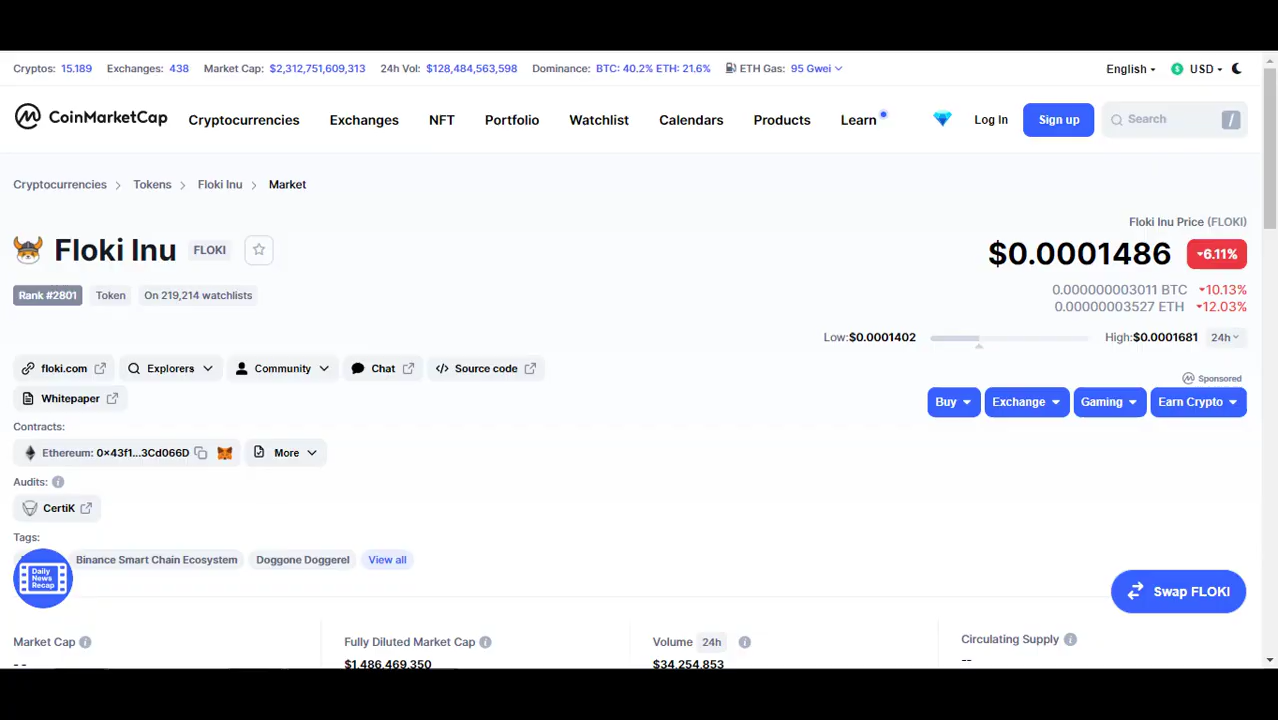 Cryptos: 15.189 Exchanges: 438 Market Cap: $2,312,751,609,313 24h Vol: $128,484,563,598 Dominance: BTC: 40.2% ETH: 21.6% ETH Gas: 95 Gwei English USD
CoinMarketCap Cryptocurrencies Exchanges NFT Portfolio Watchlist Calendars Products Learn Log In Sign up Search /
Cryptocurrencies > Tokens > Floki Inu > Market
Floki Inu Price (FLOKI)
Floki Inu FLOKI $0.0001486 6.11%
0.000000003011 BTC 10.13%
Rank #2801 Token On 219,214 watchlists
0.00000003527 ETH 12.03%
Low:$0.0001402 High:$0.0001681 24h
floki.com Explorers Community Chat Source code
Sponsored
Whitepaper
Buy Exchange Gaming Earn Crypto
Contracts:
Ethereum: 0x43f1...3Cd066D More
Audits:
CertiK
Tags:
Binance Smart Chain Ecosystem Doggone Doggerel View all
Daily
News
Recap
Swap FLOKI
Market Cap Fully Diluted Market Cap Volume 24h Circulating Supply
-- $1,486,469,350 $34,254,853 --